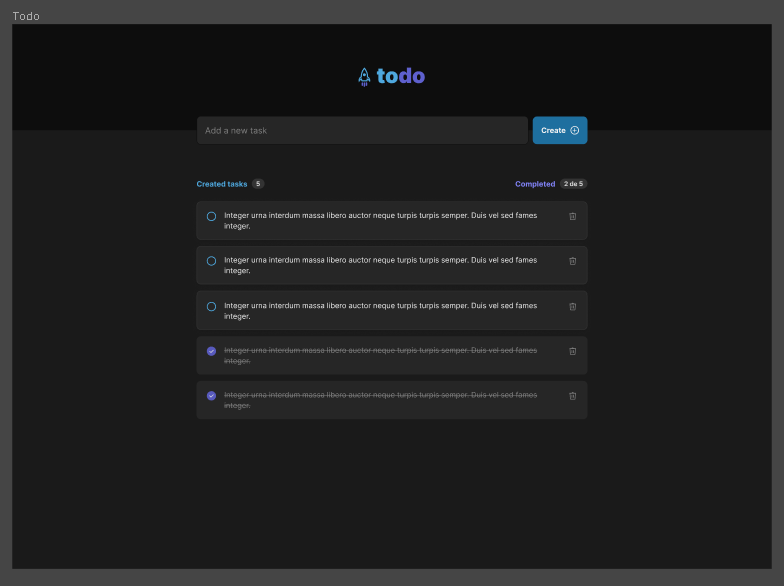 Todo
todo
Add a new task
Create
Created tasks 5
Completed 2 de 5
Integer urna interdum massa libero auctor neque turpis turpis semper. Duis vel sed fames
integer.
Integer urna interdum massa libero auctor neque turpis turpis semper. Duis vel sed fames
integer.
Integer urna interdum massa libero auctor neque turpis turpis semper. Duis vel sed fames
integer.
Integer urna interdum massa libero auctor neque turpis turpis semper. Duis vel sed fames
integer.
Integer urna interdum massa libero auctor neque turpis turpis semper. Duis vel sed fames
integer.